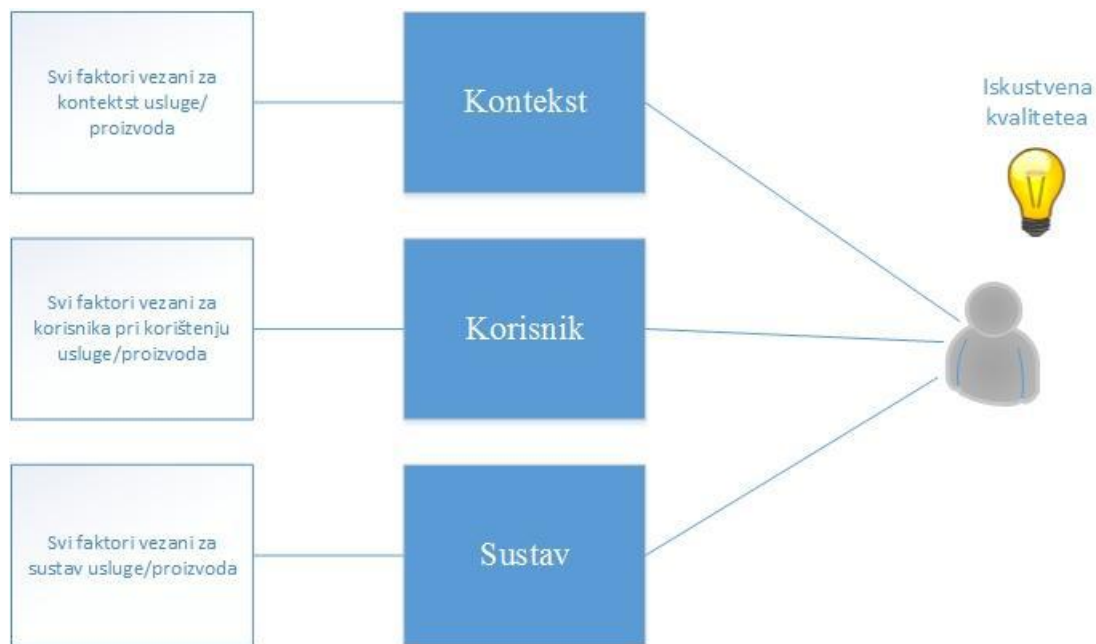 Svi faktori vezani za
kontektst usluge/
proizvoda
Kontekst
Iskustvena
kvalitetea
Svi faktori vezani za
korisnika pri korištenju
usluge/proizvoda
Korisnik
Svi faktori vezani za
sustav usluge/proizvoda
Sustav